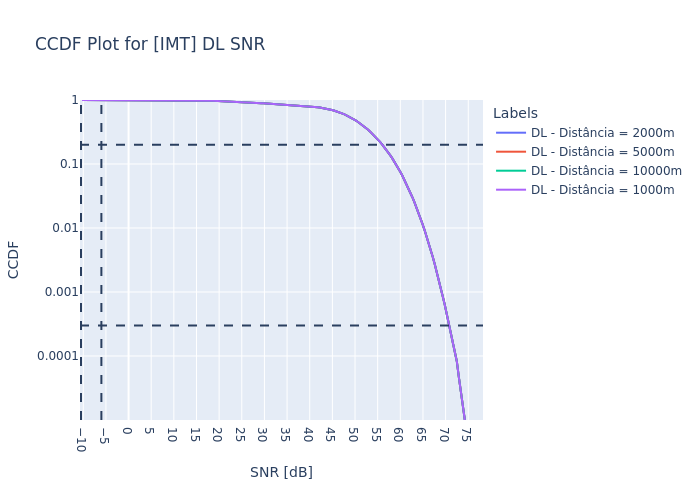 CCDF Plot for [IMT] DL SNR
Labels
DL - Distância = 2000m
DL - Distância = 5000m
DL - Distância = 10000m
DL - Distância = 1000m
CCDF
1
0.1
0.01
0.001
0.0001
−10
−5
0
5
10
15
20
25
30
35
40
45
50
55
60
65
70
75
SNR [dB]